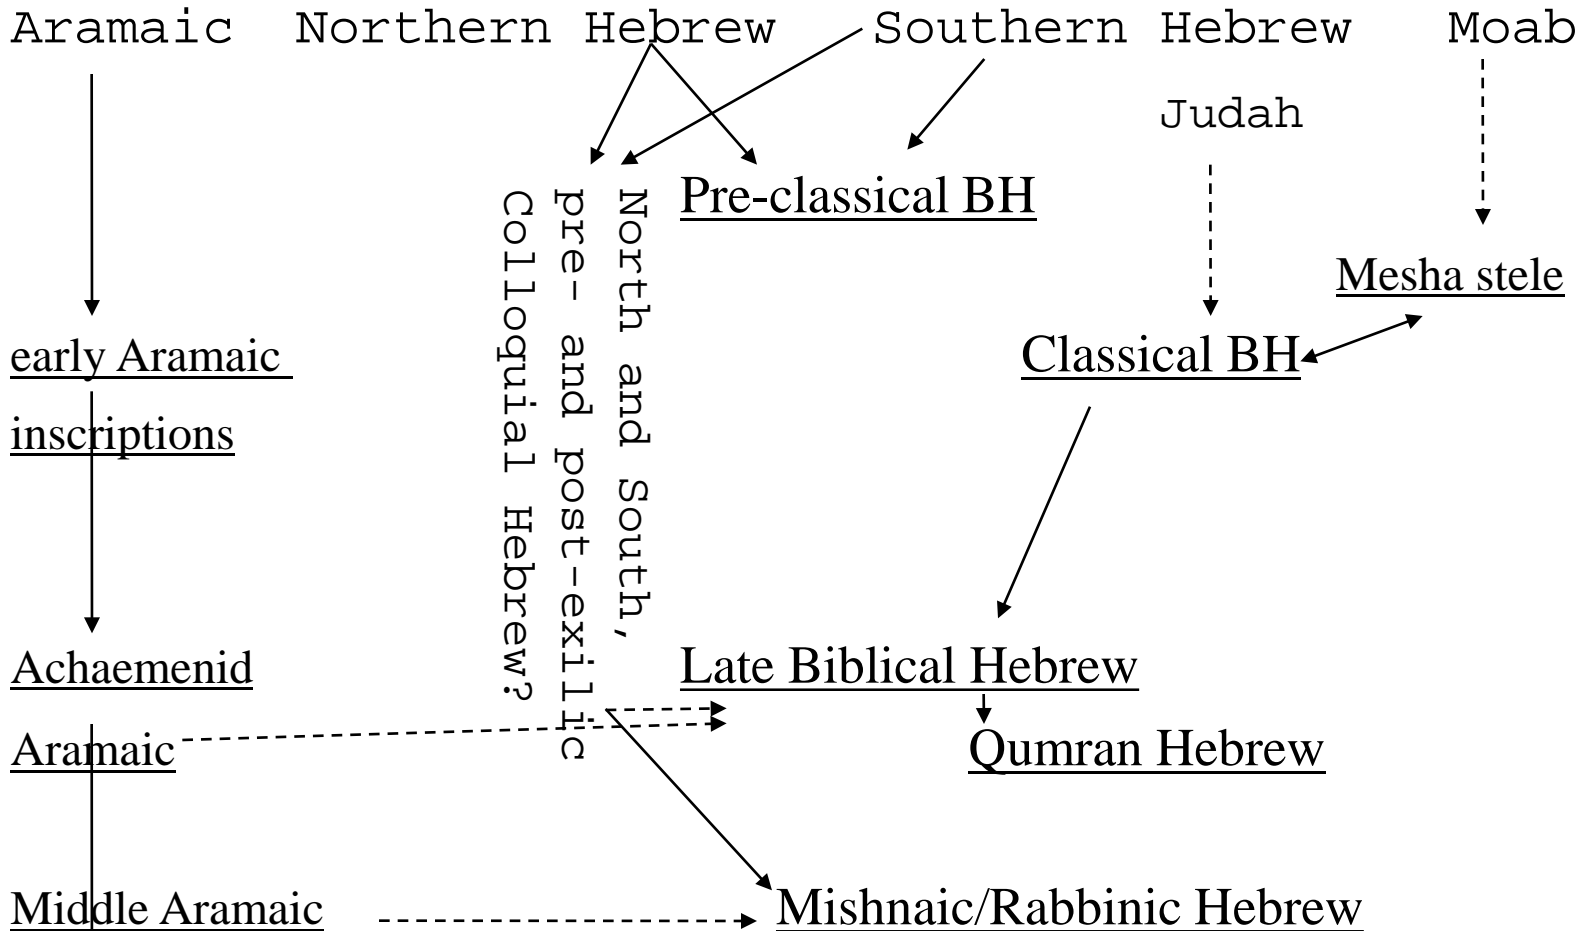 Aramaic Northern Hebrew Southern Hebrew Moab
Judah
North and South,
pre- and post-exilic
Colloquial Hebrew?
Pre-classical BH
Mesha stele
early Aramaic
inscriptions
Classical BH
Achaemenid
Aramaic
Late Biblical Hebrew
Qumran Hebrew
Middle Aramaic
Mishnaic/Rabbinic Hebrew